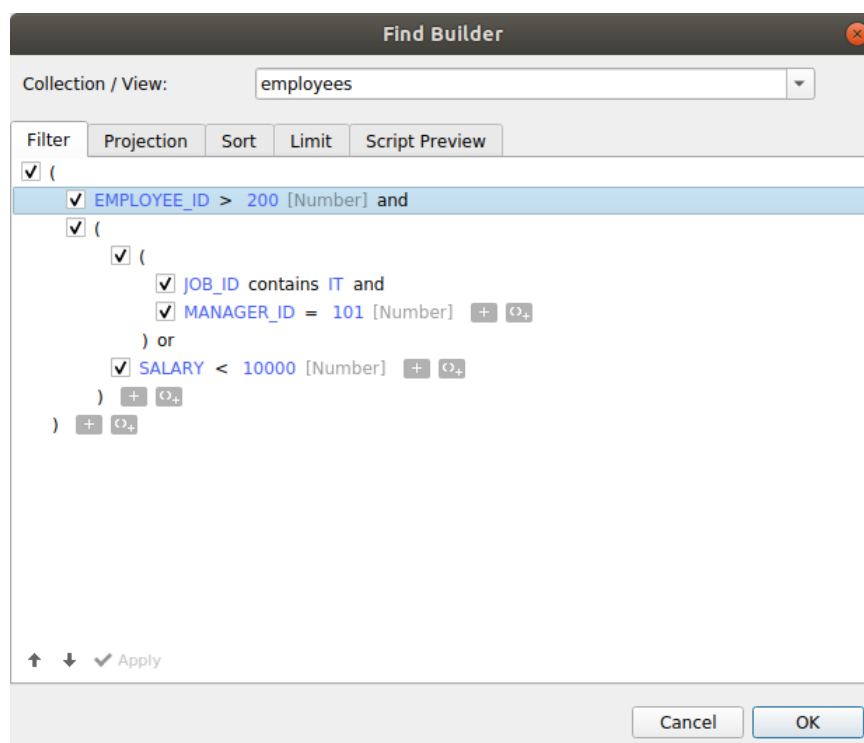 Find Builder
Collection / View: employees
Filter Projection Sort Limit Script Preview
(
EMPLOYEE_ID > 200 [Number] and
(
(
JOB_ID contains IT and
MANAGER_ID = 101 [Number]
) or
SALARY < 10000 [Number]
)
)
Apply
Cancel OK